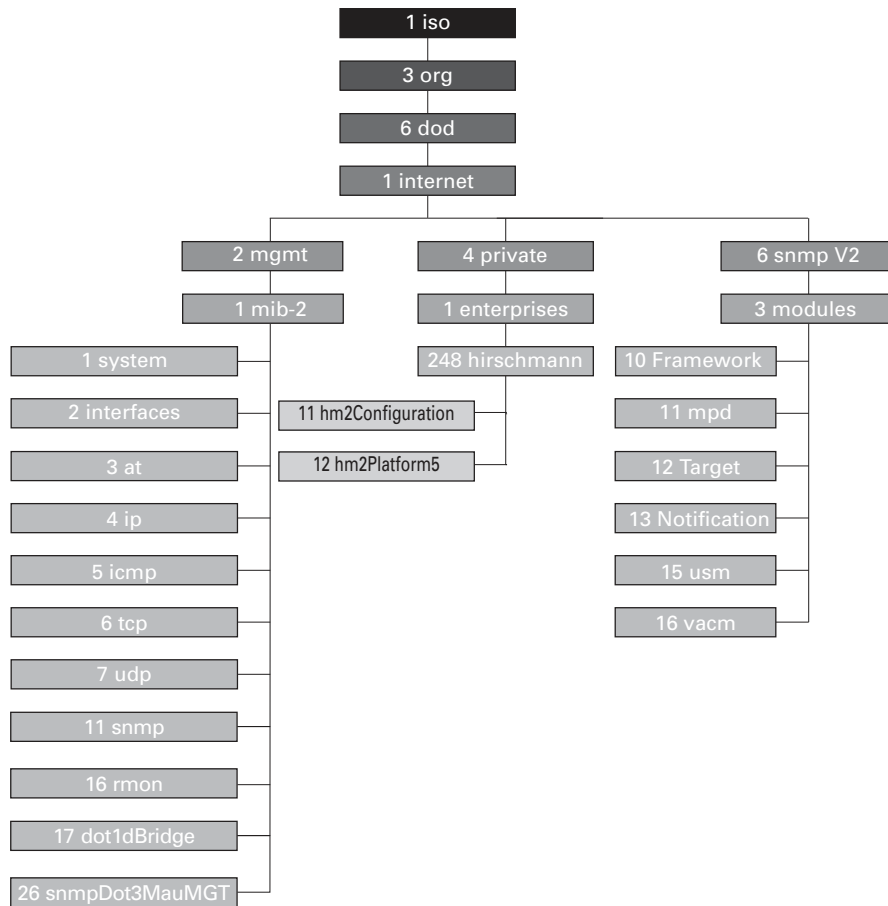 1 iso
3 org
6 dod
1 internet
2 mgmt
4 private
6 snmp V2
1 mib-2
1 enterprises
3 modules
1 system
248 hirschmann
10 Framework
2 interfaces
11 hm2Configuration
11 mpd
3 at
12 hm2Platform5
12 Target
4 ip
13 Notification
5 icmp
15 usm
6 tcp
16 vacm
7 udp
11 snmp
16 rmon
17 dot1dBridge
26 snmpDot3MauMGT